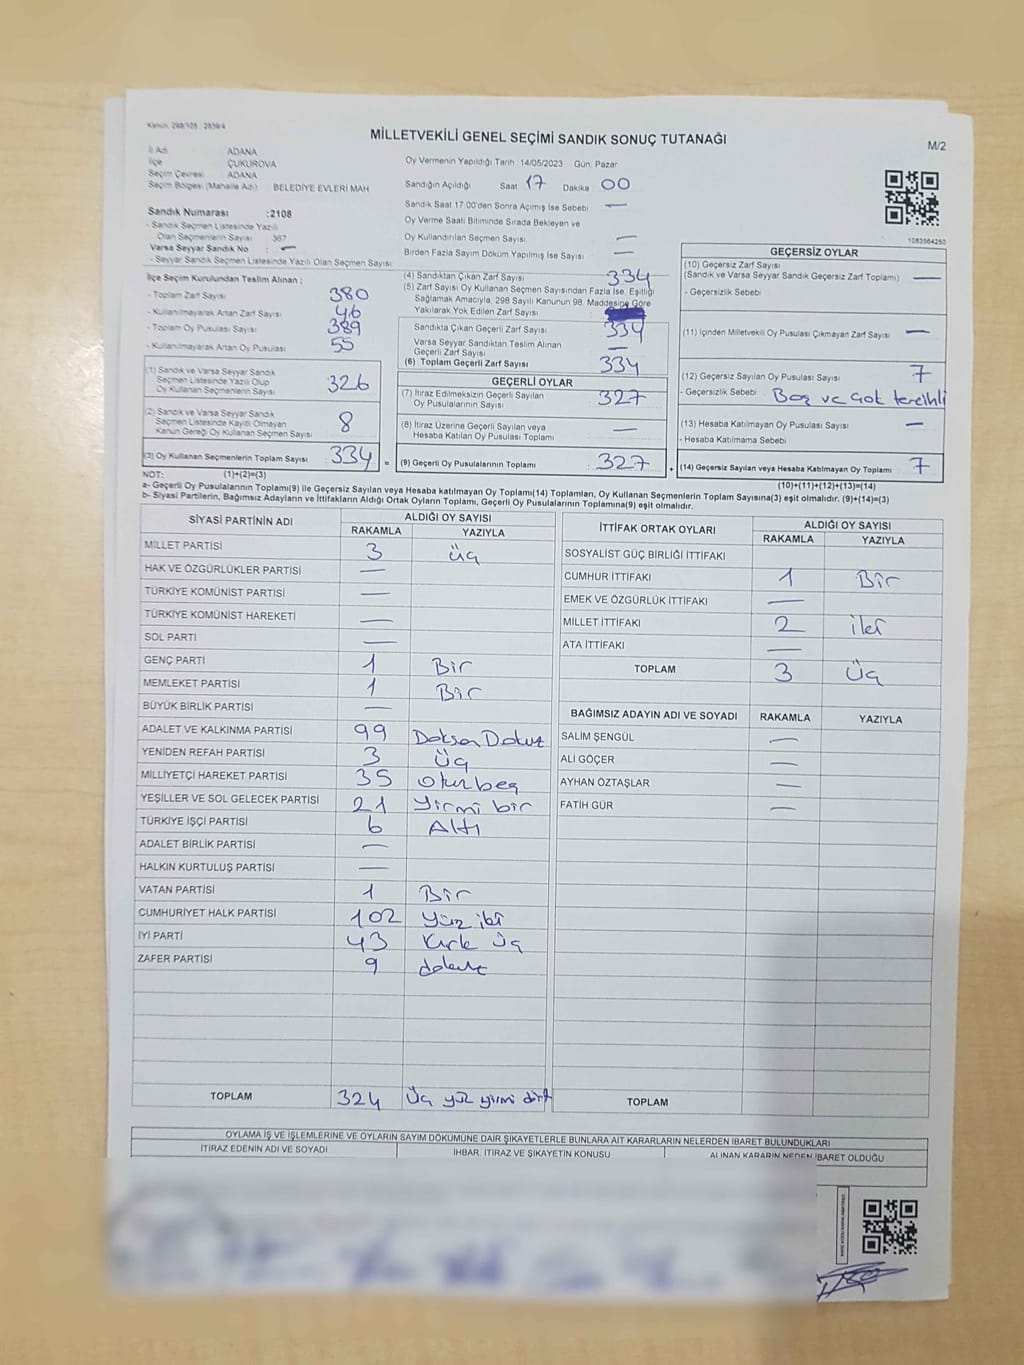 Kanun, 298/105 - 2839/4
MİLLETVEKİLİ GENEL SEÇİMİ SANDIK SONUÇ TUTANAĞI
M/2
İl Adı ADANA
İlçe ÇUKUROVA
Seçim Çevresi ADANA
Seçim Bölgesi (Mahalle Adı) BELEDİYE EVLERİ MAH
Sandık Numarası :2108
- Sandık Seçmen Listesinde Yazılı
Olan Seçmenlerin Sayısı 367
Varsa Seyyar Sandık No : —
- Seyyar Sandık Seçmen Listesinde Yazılı Olan Seçmen Sayısı:
Oy Vermenin Yapıldığı Tarih :14/05/2023 Gün: Pazar
Sandığın Açıldığı Saat 17 Dakika 00
Sandık Saat 17.00'den Sonra Açımış İse Sebebi —
Oy Verme Saati Bitiminde Sırada Bekleyen ve
Oy Kullandırılan Seçmen Sayısı —
Birden Fazla Sayım Döküm Yapılmış İse Sayısı —
1083564250
İlçe Seçim Kurulundan Teslim Alınan ;
- Toplam Zarf Sayısı 380
- Kullanılmayarak Artan Zarf Sayısı 46
- Toplam Oy Pusulası Sayısı 389
- Kullanılmayarak Artan Oy Pusulası 55
(1) Sandık ve Varsa Seyyar Sandık
Seçmen Listesinde Yazılı Olup
Oy Kullanan Seçmenlerin Sayısı 326
(2) Sandık ve Varsa Seyyar Sandık
Seçmen Listesinde Kayıtlı Olmayan
Kanun Gereği Oy Kullanan Seçmen Sayısı 8
(3) Oy Kullanan Seçmenlerin Toplam Sayısı 334 =
(4) Sandıktan Çıkan Zarf Sayısı 334
(5) Zarf Sayısı Oy Kullanan Seçmen Sayısından Fazla İse, Eşitliği
Sağlamak Amacıyla, 298 Sayılı Kanunun 98. Maddesine Göre
Yakılarak Yok Edilen Zarf Sayısı
Sandıkta Çıkan Geçerli Zarf Sayısı 334
Varsa Seyyar Sandıktan Teslim Alınan
Geçerli Zarf Sayısı —
(6) Toplam Geçerli Zarf Sayısı 334
GEÇERLİ OYLAR
(7) İtiraz Edilmeksizin Geçerli Sayılan
Oy Pusulalarının Sayısı 327
(8) İtiraz Üzerine Geçerli Sayılan veya
Hesaba Katılan Oy Pusulası Toplamı —
(9) Geçerli Oy Pusulalarının Toplamı 327 +
GEÇERSİZ OYLAR
(10) Geçersiz Zarf Sayısı
(Sandık ve Varsa Seyyar Sandık Geçersiz Zarf Toplamı) —
- Geçersizlik Sebebi
(11) İçinden Milletvekili Oy Pusulası Çıkmayan Zarf Sayısı —
(12) Geçersiz Sayılan Oy Pusulası Sayısı 7
- Geçersizlik Sebebi Boş ve çok tercihli
(13) Hesaba Katılmayan Oy Pusulası Sayısı —
- Hesaba Katılmama Sebebi
(14) Geçersiz Sayılan veya Hesaba Katılmayan Oy Toplamı 7
NOT: (1)+(2)=(3) (10)+(11)+(12)+(13)=(14)
a- Geçerli Oy Pusulalarının Toplamı(9) ile Geçersiz Sayılan veya Hesaba katılmayan Oy Toplamı(14) Toplamları, Oy Kullanan Seçmenlerin Toplam Sayısına(3) eşit olmalıdır. (9)+(14)=(3)
b- Siyasi Partilerin, Bağımsız Adayların ve İttifakların Aldığı Ortak Oyların Toplamı, Geçerli Oy Pusulalarının Toplamına(9) eşit olmalıdır.
SİYASİ PARTİNİN ADI ALDIĞI OY SAYISI
RAKAMLA YAZIYLA
MİLLET PARTİSİ 3 Üç
HAK VE ÖZGÜRLÜKLER PARTİSİ —
TÜRKİYE KOMÜNİST PARTİSİ —
TÜRKİYE KOMÜNİST HAREKETİ —
SOL PARTİ —
GENÇ PARTİ 1 Bir
MEMLEKET PARTİSİ 1 Bir
BÜYÜK BİRLİK PARTİSİ —
ADALET VE KALKINMA PARTİSİ 99 Doksan Dokuz
YENİDEN REFAH PARTİSİ 3 Üç
MİLLİYETÇİ HAREKET PARTİSİ 35 Otuzbeş
YEŞİLLER VE SOL GELECEK PARTİSİ 21 Yirmi bir
TÜRKİYE İŞÇİ PARTİSİ 6 Altı
ADALET BİRLİK PARTİSİ —
HALKIN KURTULUŞ PARTİSİ —
VATAN PARTİSİ 1 Bir
CUMHURİYET HALK PARTİSİ 102 Yüz iki
İYİ PARTİ 43 Kırk Üç
ZAFER PARTİSİ 9 dokuz
TOPLAM 324 Üç yüz yirmi dört
İTTİFAK ORTAK OYLARI ALDIĞI OY SAYISI
RAKAMLA YAZIYLA
SOSYALİST GÜÇ BİRLİĞİ İTTİFAKI
CUMHUR İTTİFAKI 1 Bir
EMEK VE ÖZGÜRLÜK İTTİFAKI —
MİLLET İTTİFAKI 2 iki
ATA İTTİFAKI —
TOPLAM 3 Üç
BAĞIMSIZ ADAYIN ADI VE SOYADI RAKAMLA YAZIYLA
SALİM ŞENGÜL —
ALİ GÖÇER —
AYHAN ÖZTAŞLAR —
FATİH GÜR —
TOPLAM
OYLAMA İŞ VE İŞLEMLERİNE VE OYLARIN SAYIM DÖKÜMÜNE DAİR ŞİKAYETLERLE BUNLARA AİT KARARLARIN NELERDEN İBARET BULUNDUKLARI
İTİRAZ EDENİN ADI VE SOYADI İHBAR, İTİRAZ VE ŞİKAYETİN KONUSU ALINAN KARARIN NEDEN İBARET OLDUĞU